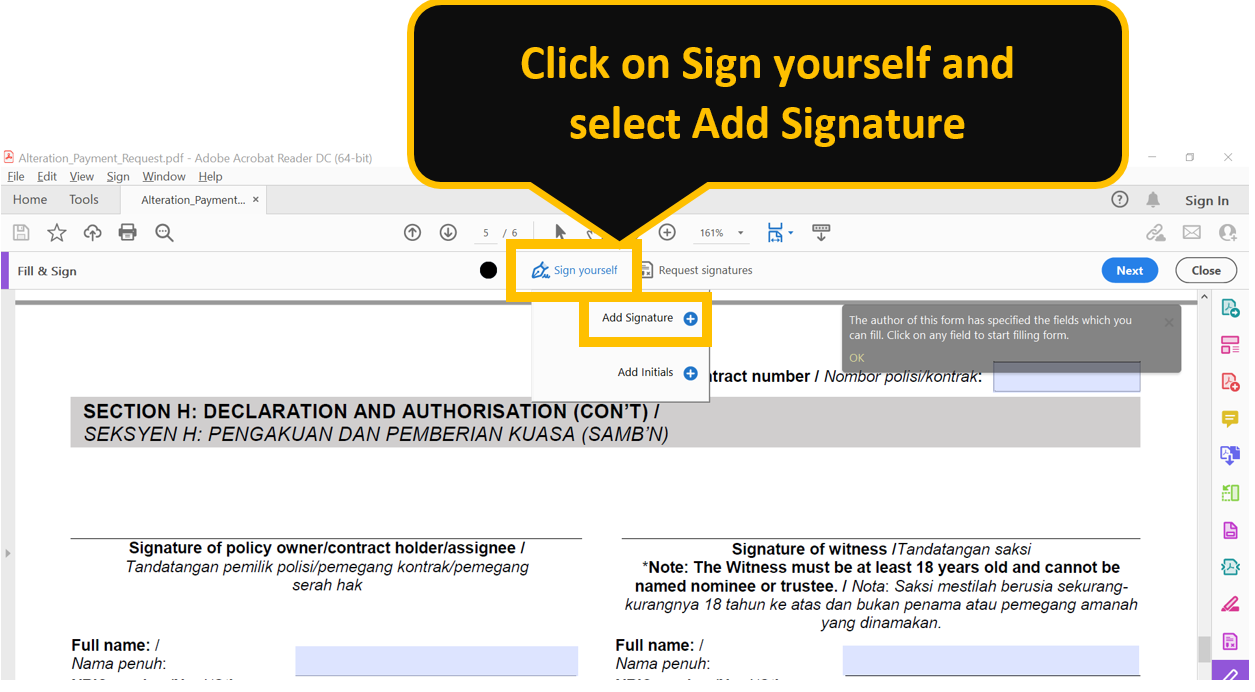 Click on Sign yourself and
select Add Signature
Alteration_Payment_Request.pdf - Adobe Acrobat Reader DC (64-bit)
File Edit View Sign Window Help
Home Tools Alteration_Payment... × Sign In
5 / 6 161%
Fill & Sign Sign yourself Request signatures Next Close
Add Signature
The author of this form has specified the fields which you
can fill. Click on any field to start filling form.
OK
Add Initials
number / Nombor polisi/kontrak:
SECTION H: DECLARATION AND AUTHORISATION (CON'T) /
SEKSYEN H: PENGAKUAN DAN PEMBERIAN KUASA (SAMB'N)
Signature of policy owner/contract holder/assignee /
Tandatangan pemilik polisi/pemegang kontrak/pemegang
serah hak
Signature of witness /Tandatangan saksi
*Note: The Witness must be at least 18 years old and cannot be
named nominee or trustee. / Nota: Saksi mestilah berusia sekurang-
kurangnya 18 tahun ke atas dan bukan penama atau pemegang amanah
yang dinamakan.
Full name: /
Nama penuh:
Full name: /
Nama penuh: